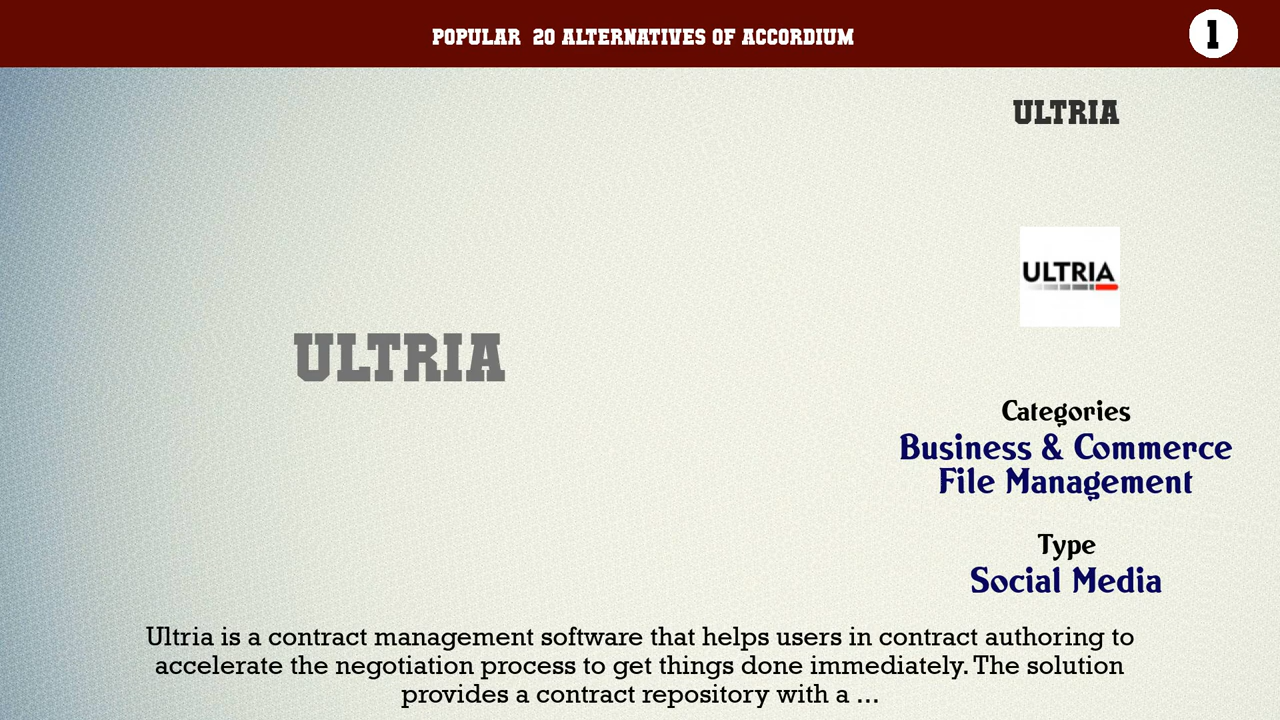 POPULAR 20 ALTERNATIVES OF ACCORDIUM
1
ULTRIA
ULTRIA
ULTRIA
Categories
Business & Commerce
File Management
Type
Social Media
Ultria is a contract management software that helps users in contract authoring to
accelerate the negotiation process to get things done immediately. The solution
provides a contract repository with a ...